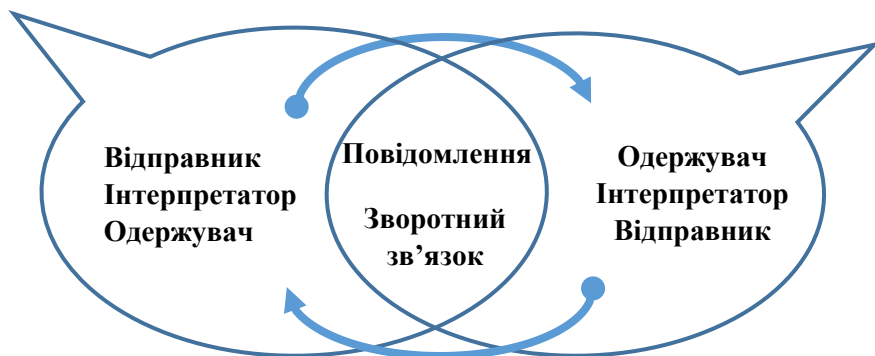 Відправник
Інтерпретатор
Одержувач
Повідомлення
Зворотний
зв’язок
Одержувач
Інтерпретатор
Відправник